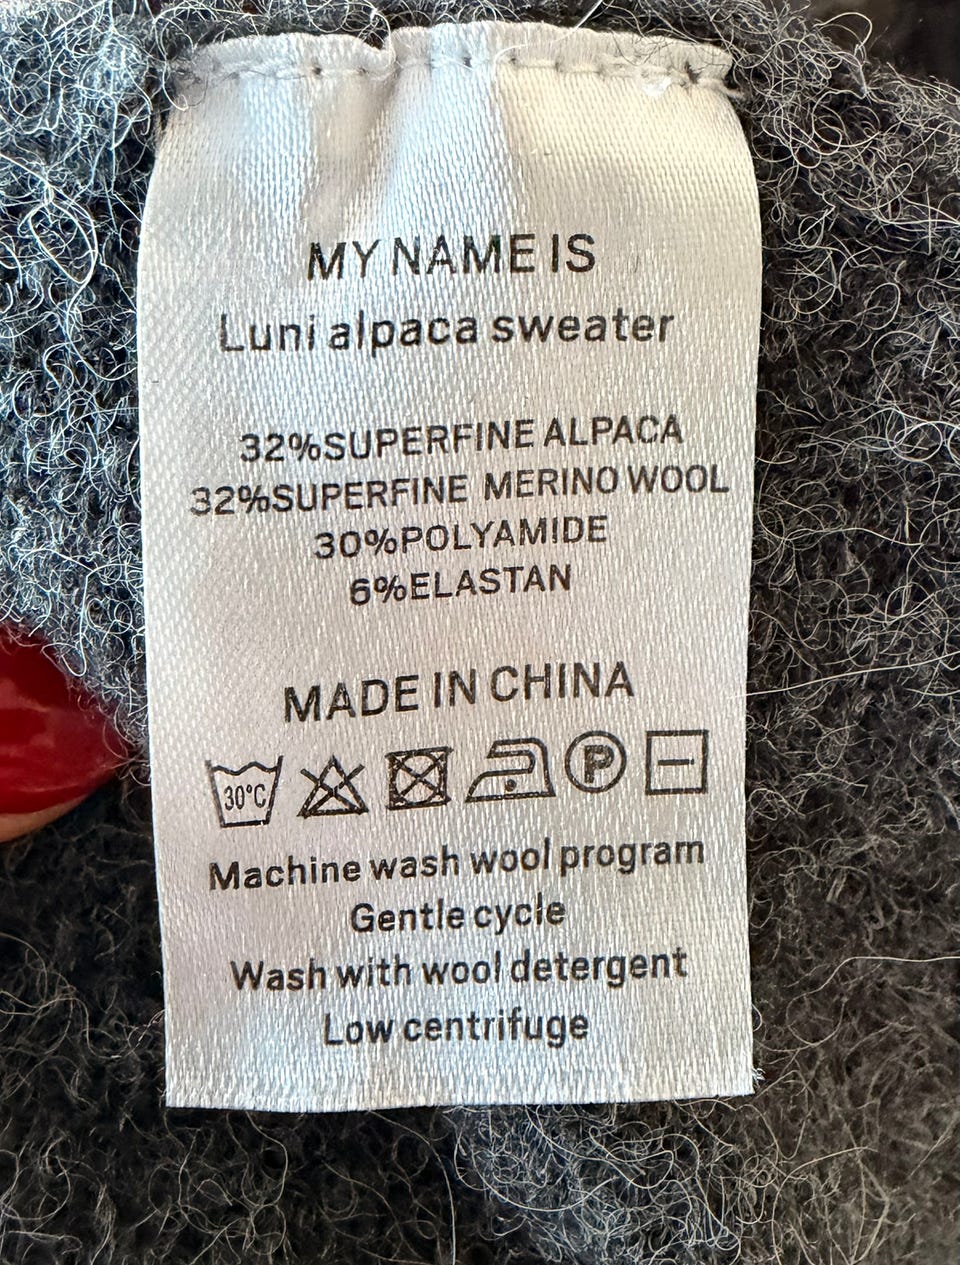 MY NAME IS
Luni alpaca sweater
32%SUPERFINE ALPACA
32%SUPERFINE MERINO WOOL
30%POLYAMIDE
6%ELASTAN
MADE IN CHINA
30°C P
Machine wash wool program
Gentle cycle
Wash with wool detergent
Low centrifuge